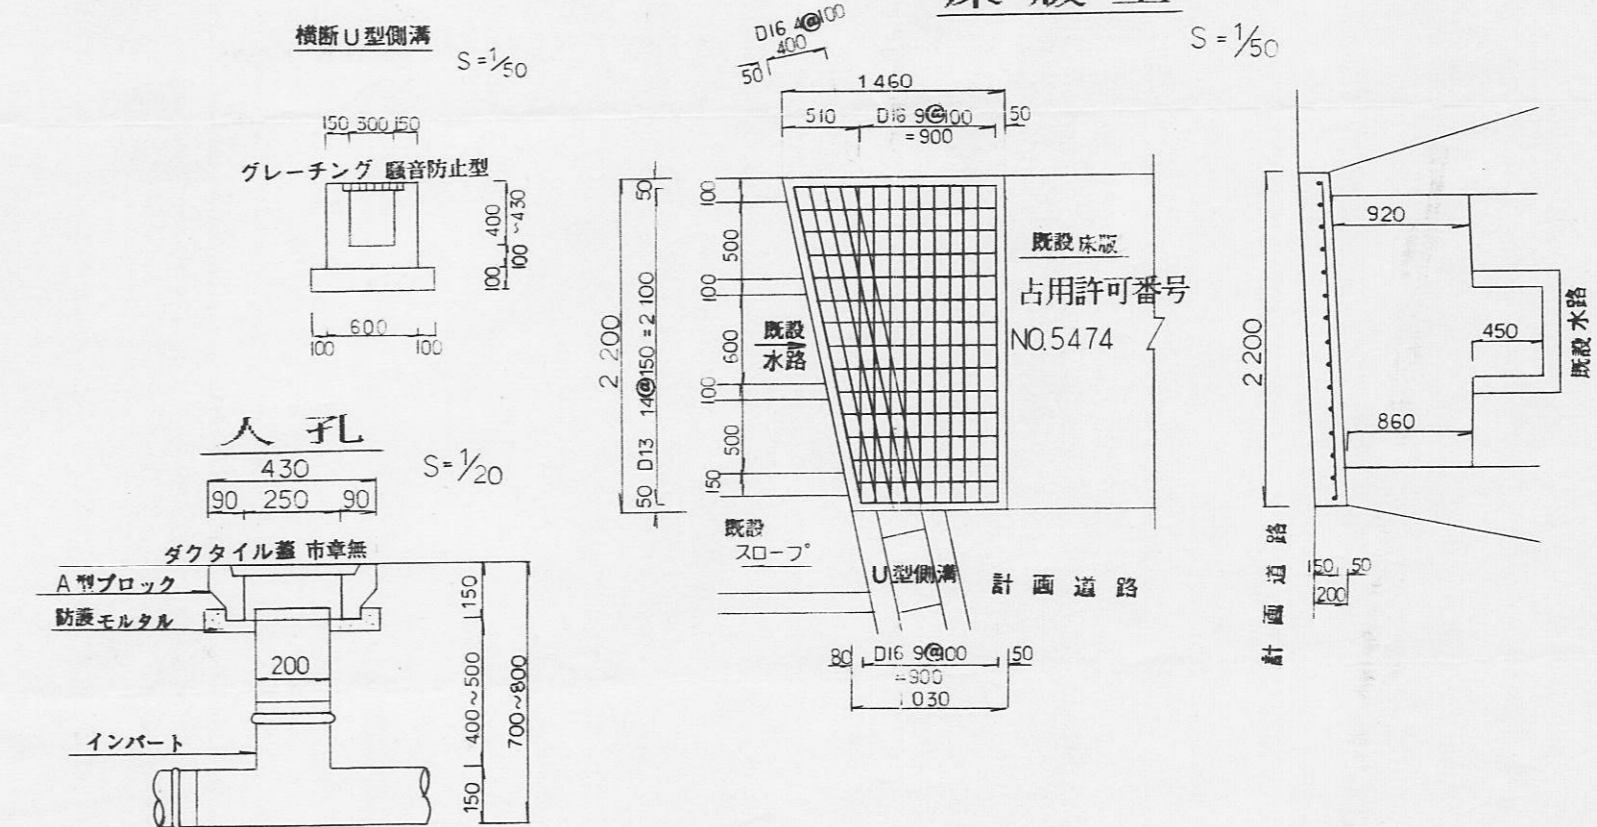 横断U型側溝
S=1/50
150 300 150
グレーチング 騒音防止型
400
100
100~430
600
100
100
人孔
S=1/20
430
90 250 90
ダクタイル蓋 市章無
A型ブロック
防護モルタル
200
インバート
150
400~500
150
700~800
S=1/50
D16 4@100
400
50
1460
510
D16 9@100
=900
50
2200
50 D13 14@150=2100 50
100
500
100
600
100
500
150
既設
水路
既設床版
占用許可番号
NO.5474
既設
スロープ
U型側溝
計画道路
80
D16 9@100
=900
50
1030
2200
920
450
860
既設水路
計画道路
150 50
200